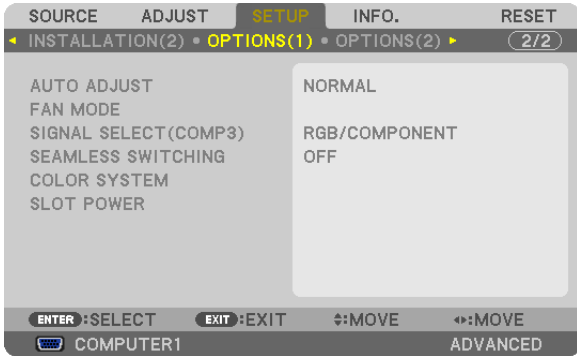 SOURCE ADJUST SETUP INFO. RESET
INSTALLATION(2) • OPTIONS(1) • OPTIONS(2) 2/2
AUTO ADJUST NORMAL
FAN MODE
SIGNAL SELECT(COMP3) RGB/COMPONENT
SEAMLESS SWITCHING OFF
COLOR SYSTEM
SLOT POWER
ENTER :SELECT EXIT :EXIT :MOVE :MOVE
COMPUTER1 ADVANCED